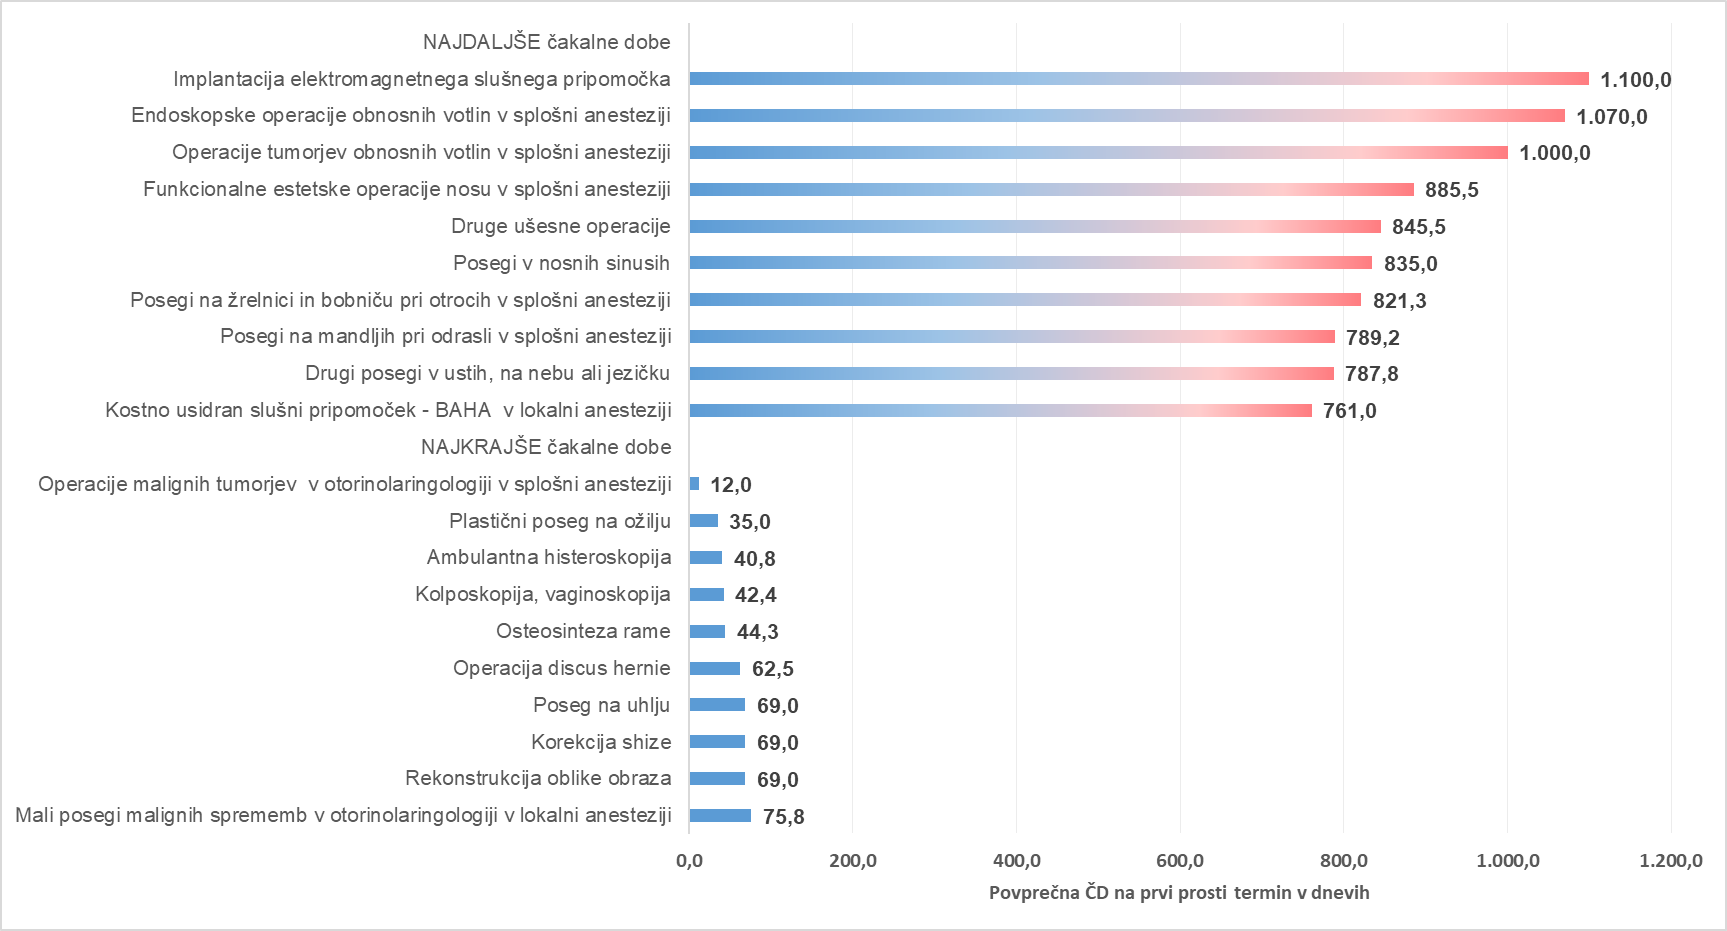 NAJDALJŠE čakalne dobe
Implantacija elektromagnetnega slušnega pripomočka 1.100,0
Endoskopske operacije obnosnih votlin v splošni anesteziji 1.070,0
Operacije tumorjev obnosnih votlin v splošni anesteziji 1.000,0
Funkcionalne estetske operacije nosu v splošni anesteziji 885,5
Druge ušesne operacije 845,5
Posegi v nosnih sinusih 835,0
Posegi na žrelnici in bobniču pri otrocih v splošni anesteziji 821,3
Posegi na mandljih pri odrasli v splošni anesteziji 789,2
Drugi posegi v ustih, na nebu ali jezičku 787,8
Kostno usidran slušni pripomoček - BAHA  v lokalni anesteziji 761,0
NAJKRAJŠE čakalne dobe
Operacije malignih tumorjev  v otorinolaringologiji v splošni anesteziji 12,0
Plastični poseg na ožilju 35,0
Ambulantna histeroskopija 40,8
Kolposkopija, vaginoskopija 42,4
Osteosinteza rame 44,3
Operacija discus hernie 62,5
Poseg na uhlju 69,0
Korekcija shize 69,0
Rekonstrukcija oblike obraza 69,0
Mali posegi malignih sprememb v otorinolaringologiji v lokalni anesteziji 75,8
0,0 200,0 400,0 600,0 800,0 1.000,0 1.200,0
Povprečna ČD na prvi prosti termin v dnevih